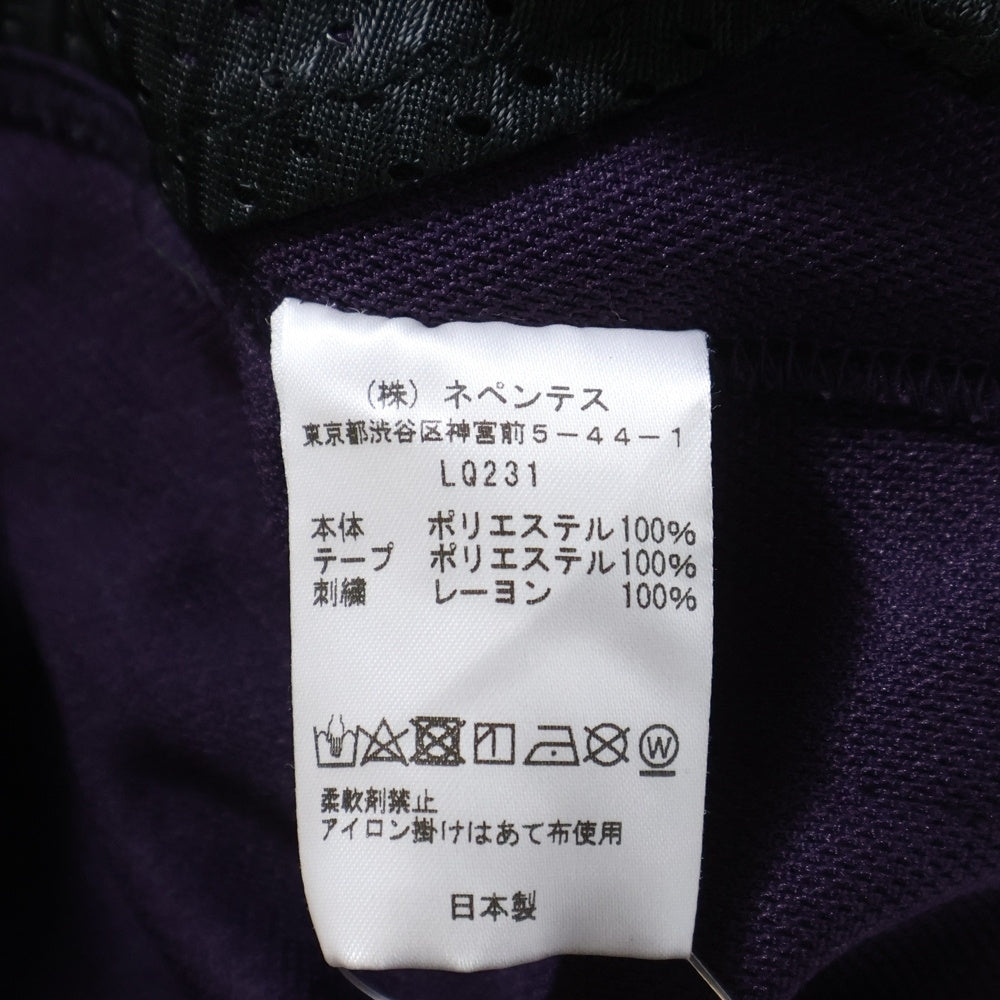 (株) ネペンテス
東京都渋谷区神宮前5-44-1
LQ231
本体 ポリエステル100%
テープ ポリエステル100%
刺繍 レーヨン 100%
W
柔軟剤禁止
アイロン掛けはあて布使用
日本製